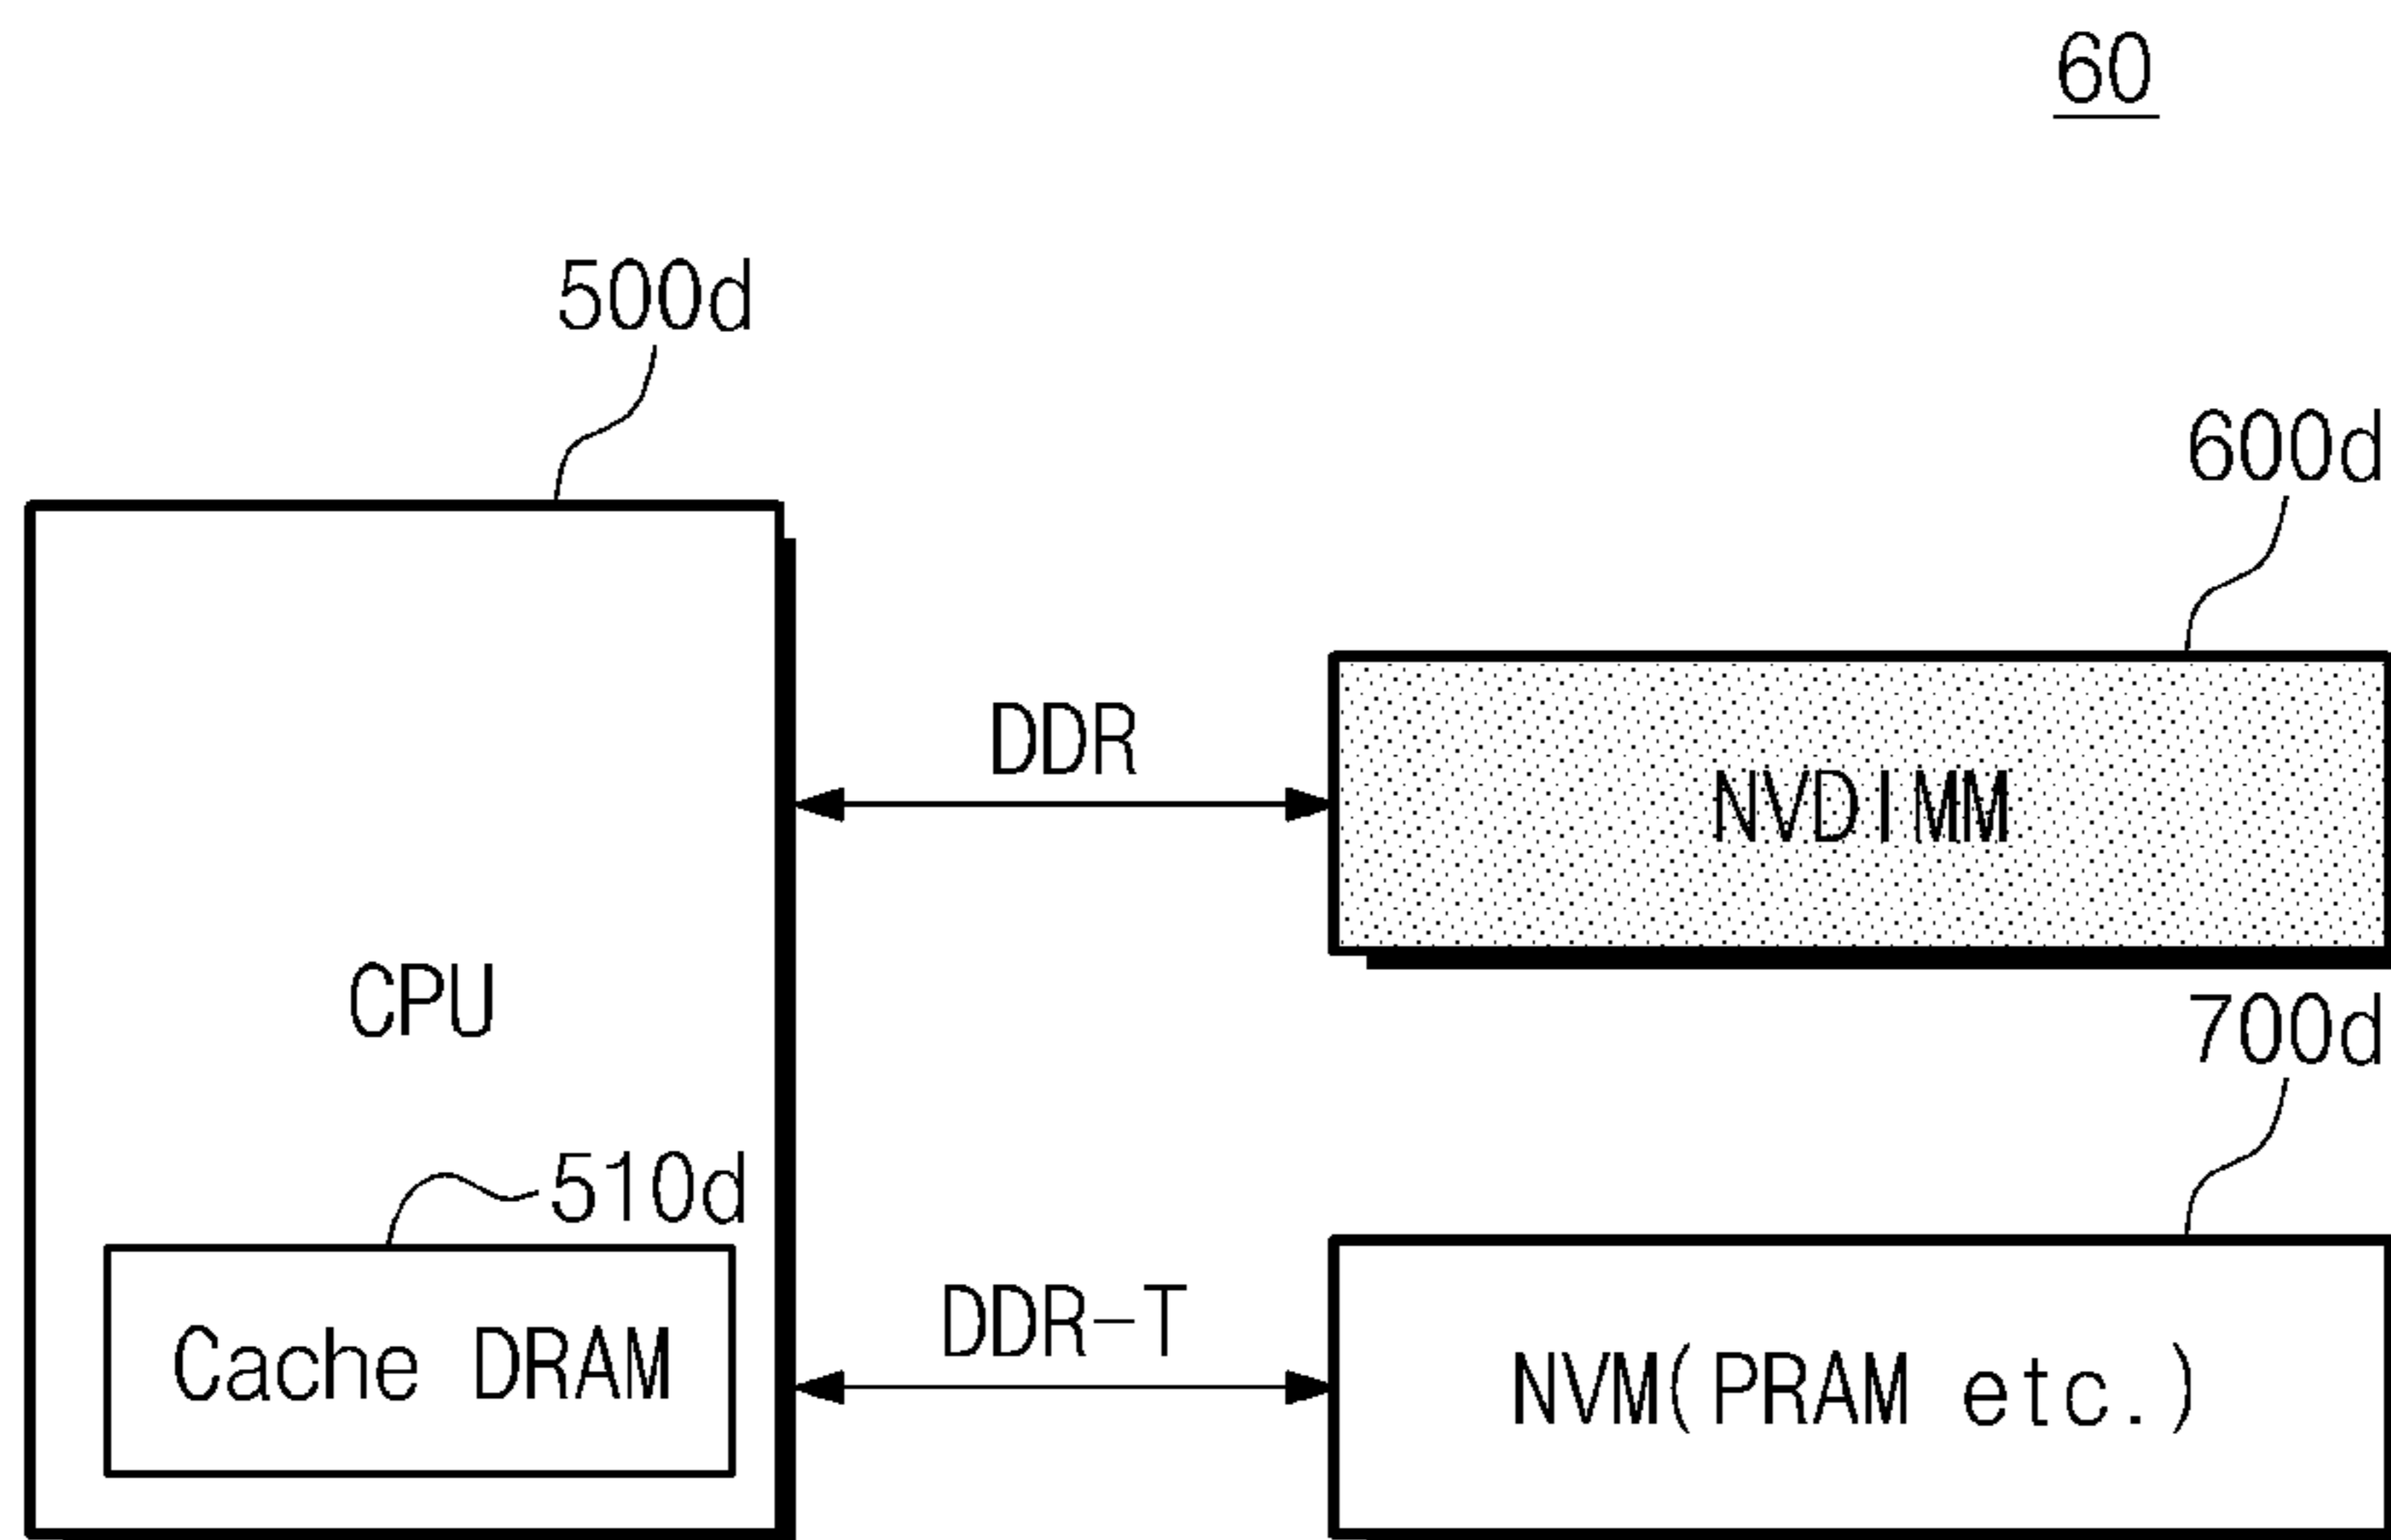 60
500d
600d
DDR
NVDIMM
CPU
700d
510d
DDR-T
Cache DRAM
NVM(PRAM etc.)